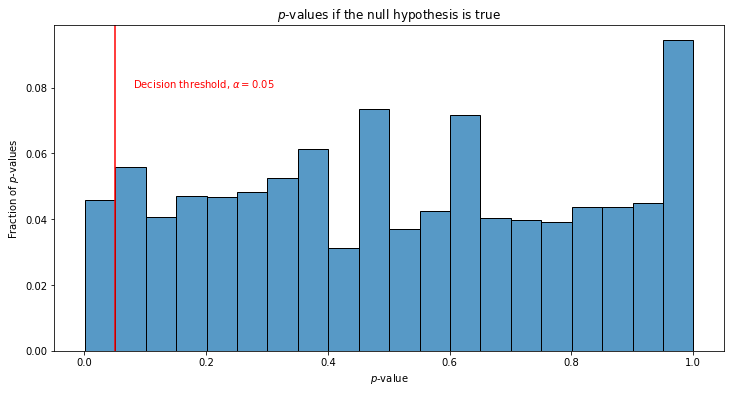 p-values if the null hypothesis is true
Decision threshold, α = 0.05
Fraction of p-values
0.08
0.06
0.04
0.02
0.00
0.0 0.2 0.4 0.6 0.8 1.0
p-value